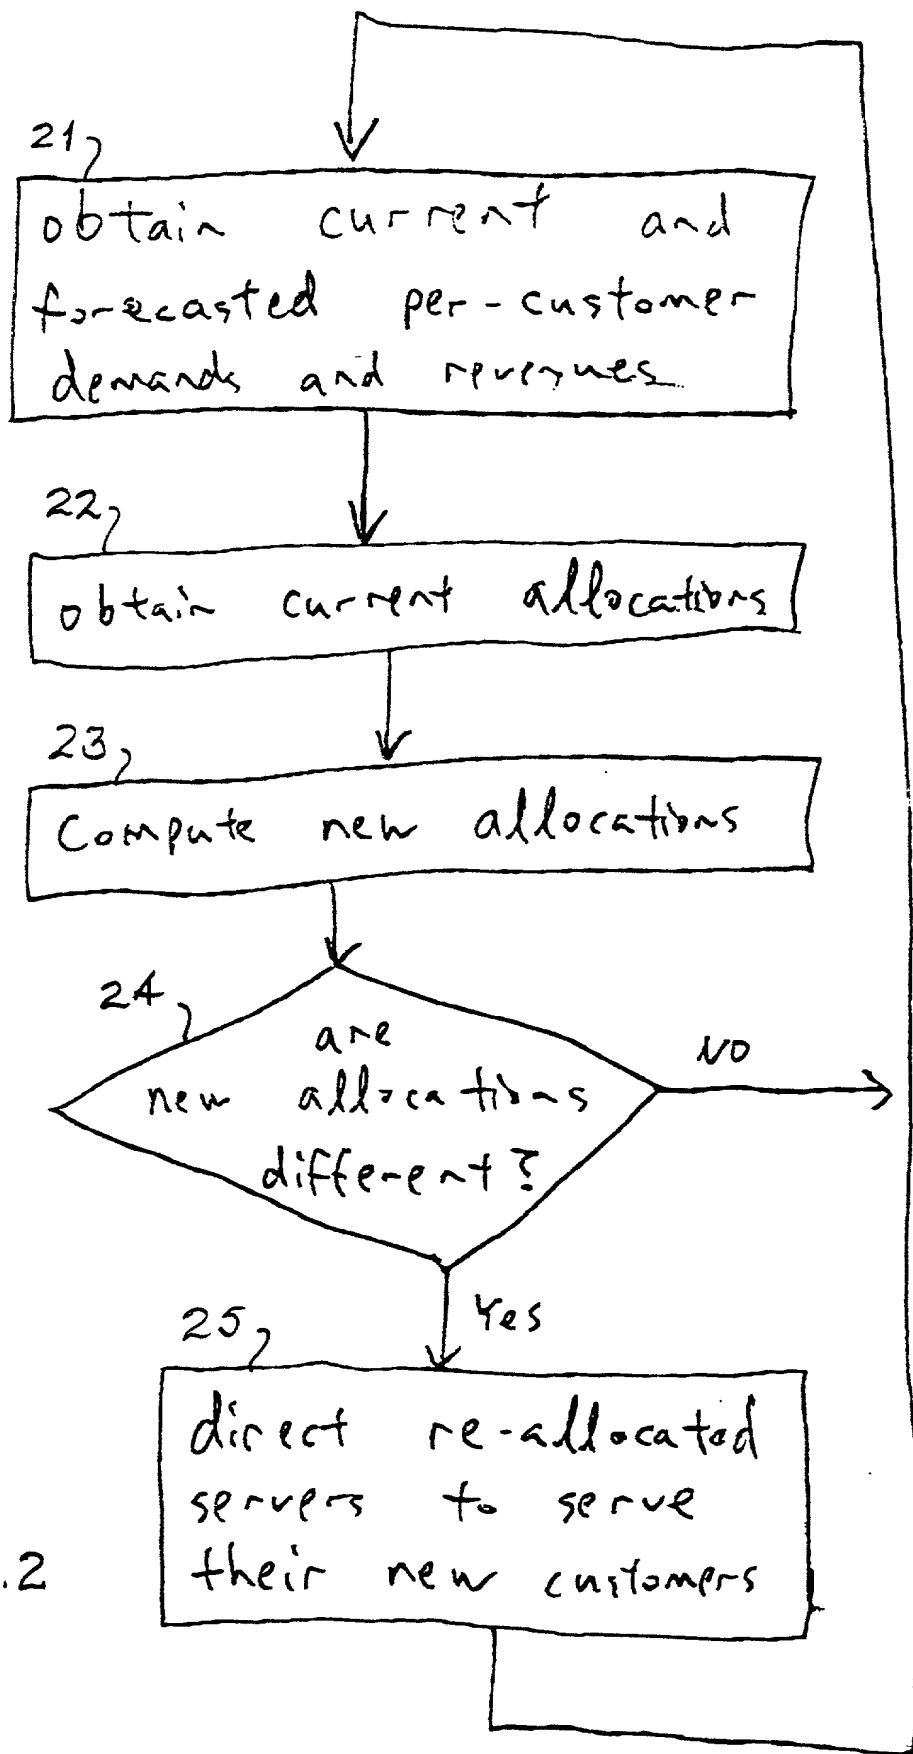 21
obtain current and
forecasted per-customer
demands and revenues
22
obtain current allocations
23
Compute new allocations
24
are
new allocations
different?
NO
Yes
25
direct re-allocated
servers to serve
their new customers
.2